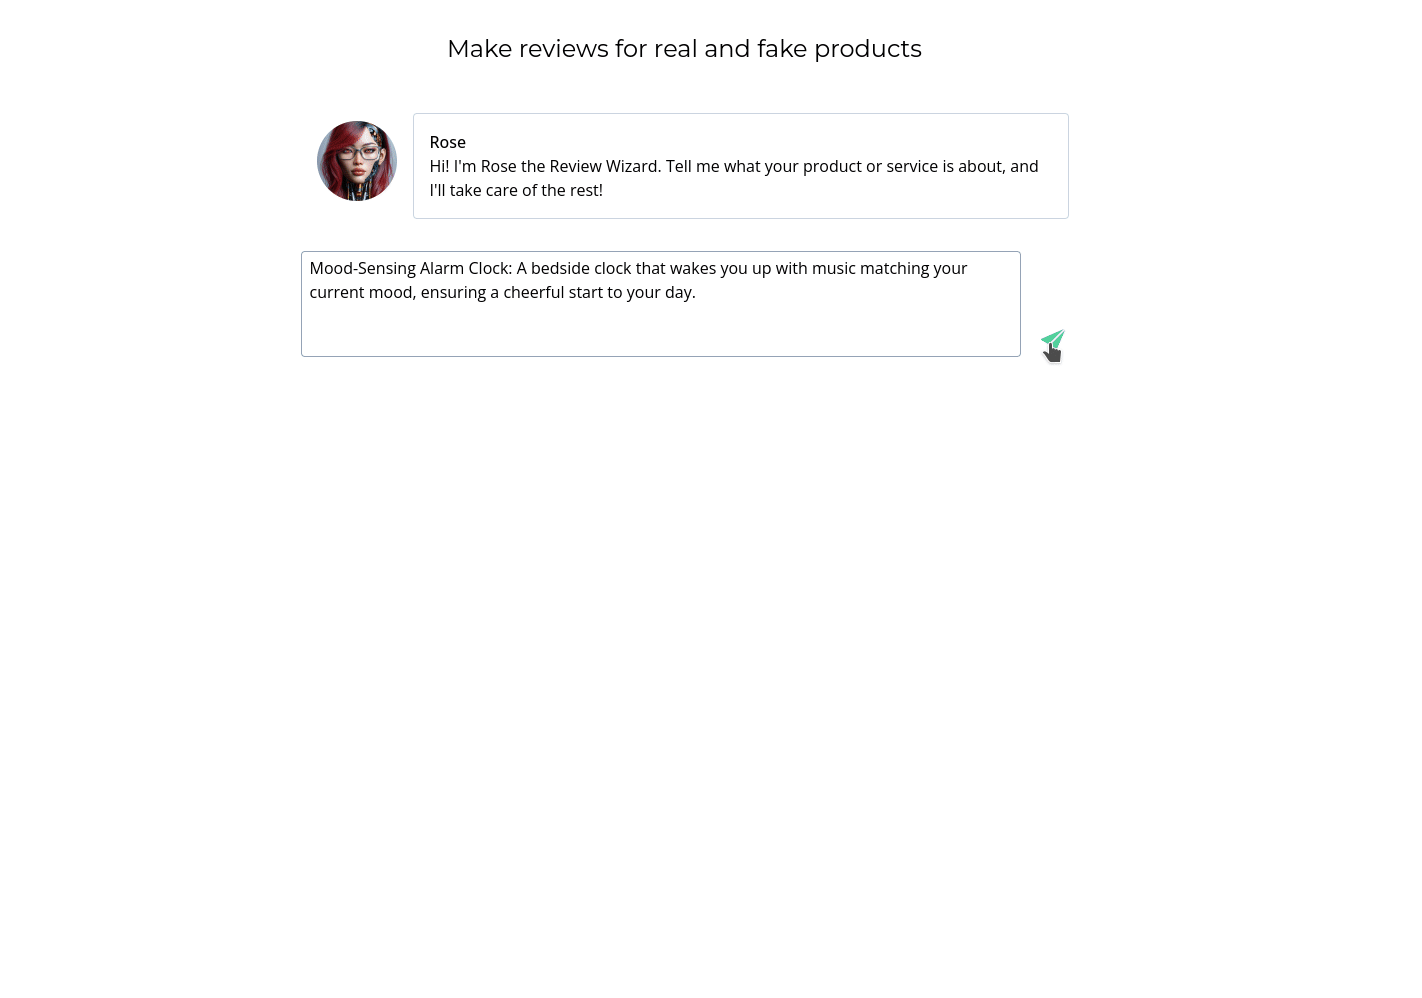 Make reviews for real and fake products
Rose
Hi! I'm Rose the Review Wizard. Tell me what your product or service is about, and
I'll take care of the rest!
Mood-Sensing Alarm Clock: A bedside clock that wakes you up with music matching your
current mood, ensuring a cheerful start to your day.